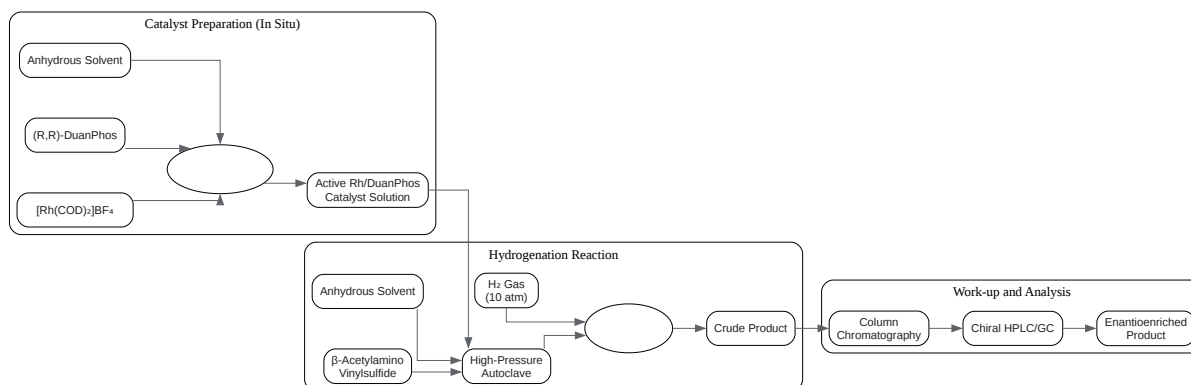 Catalyst Preparation (In Situ)
Anhydrous Solvent
(R,R)-DuanPhos
[Rh(COD)₂]BF₄
Active Rh/DuanPhos
Catalyst Solution
Hydrogenation Reaction
Anhydrous Solvent
H₂ Gas
(10 atm)
β-Acetylamino
Vinylsulfide
High-Pressure
Autoclave
Crude Product
Work-up and Analysis
Column
Chromatography
Chiral HPLC/GC
Enantioenriched
Product